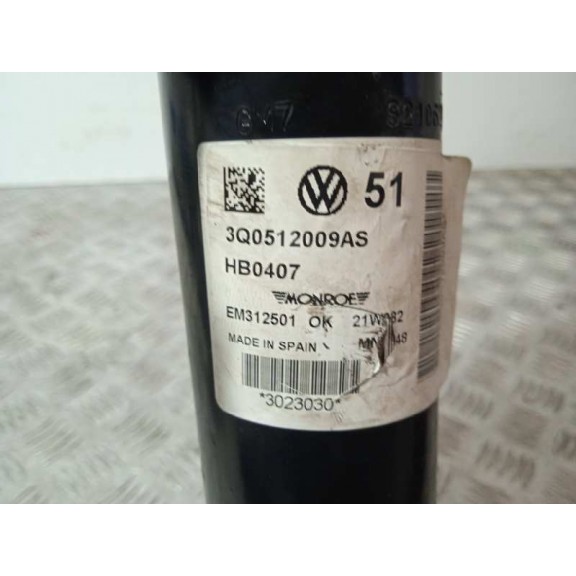 51
3Q0512009AS
HB0407
MONROE
EM312501 OK
MADE IN SPAIN
*3023030*